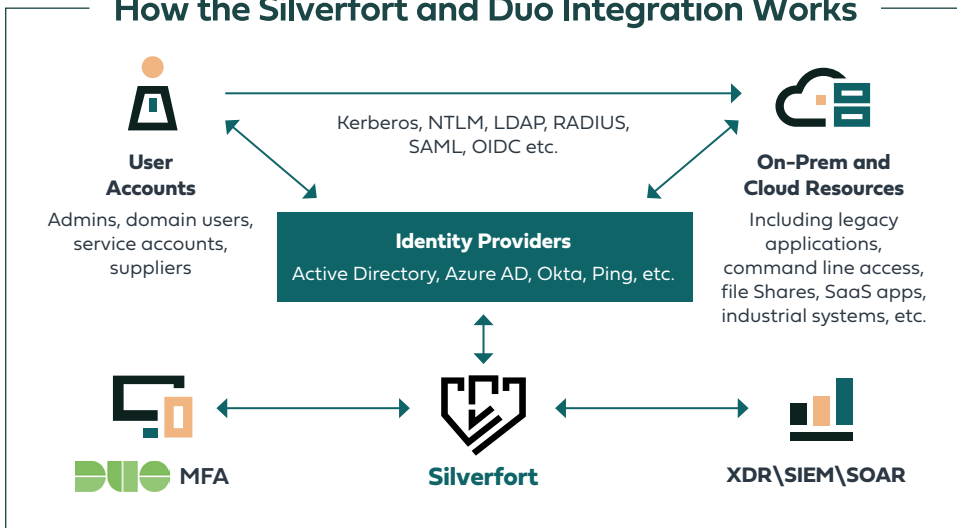 How the Silverfort and Duo Integration Works
Kerberos, NTLM, LDAP, RADIUS,
SAML, OIDC etc.
User
Accounts
Admins, domain users,
service accounts,
suppliers
On-Prem and
Cloud Resources
Including legacy
applications,
command line access,
file Shares, SaaS apps,
industrial systems, etc.
Identity Providers
Active Directory, Azure AD, Okta, Ping, etc.
DUO MFA
Silverfort
XDR\SIEM\SOAR